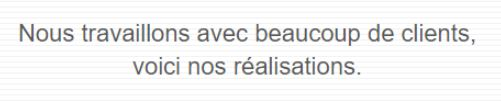 Nous travaillons avec beaucoup de clients,
voici nos réalisations.